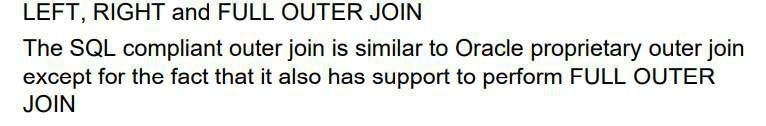 LEFT, RIGHT and FULL OUTER JOIN
The SQL compliant outer join is similar to Oracle proprietary outer join
except for the fact that it also has support to perform FULL OUTER
JOIN